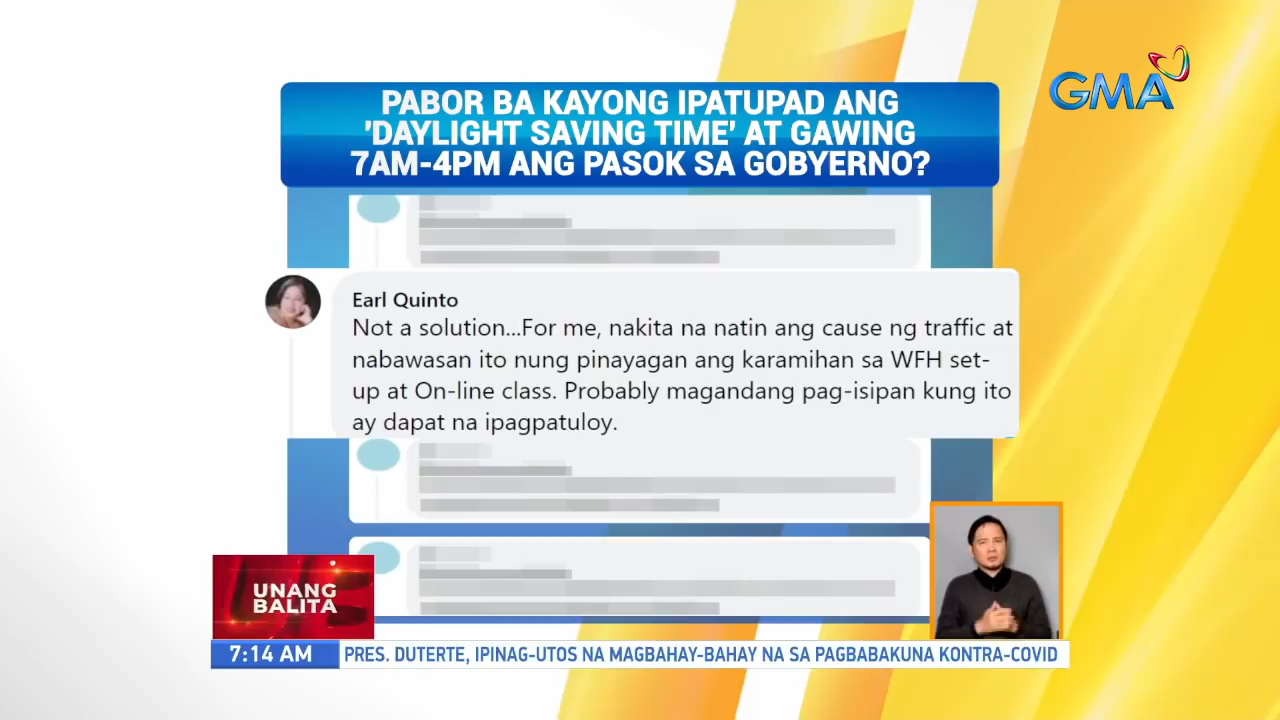 GMA
PABOR BA KAYONG IPATUPAD ANG
'DAYLIGHT SAVING TIME' AT GAWING
7AM-4PM ANG PASOK SA GOBYERNO?
Earl Quinto
Not a solution...For me, nakita na natin ang cause ng traffic at
nabawasan ito nung pinayagan ang karamihan sa WFH set-
up at On-line class. Probably magandang pag-isipan kung ito
ay dapat na ipagpatuloy.
UNANG
BALITA
7:14 AM PRES. DUTERTE, IPINAG-UTOS NA MAGBAHAY-BAHAY NA SA PAGBABAKUNA KONTRA-COVID